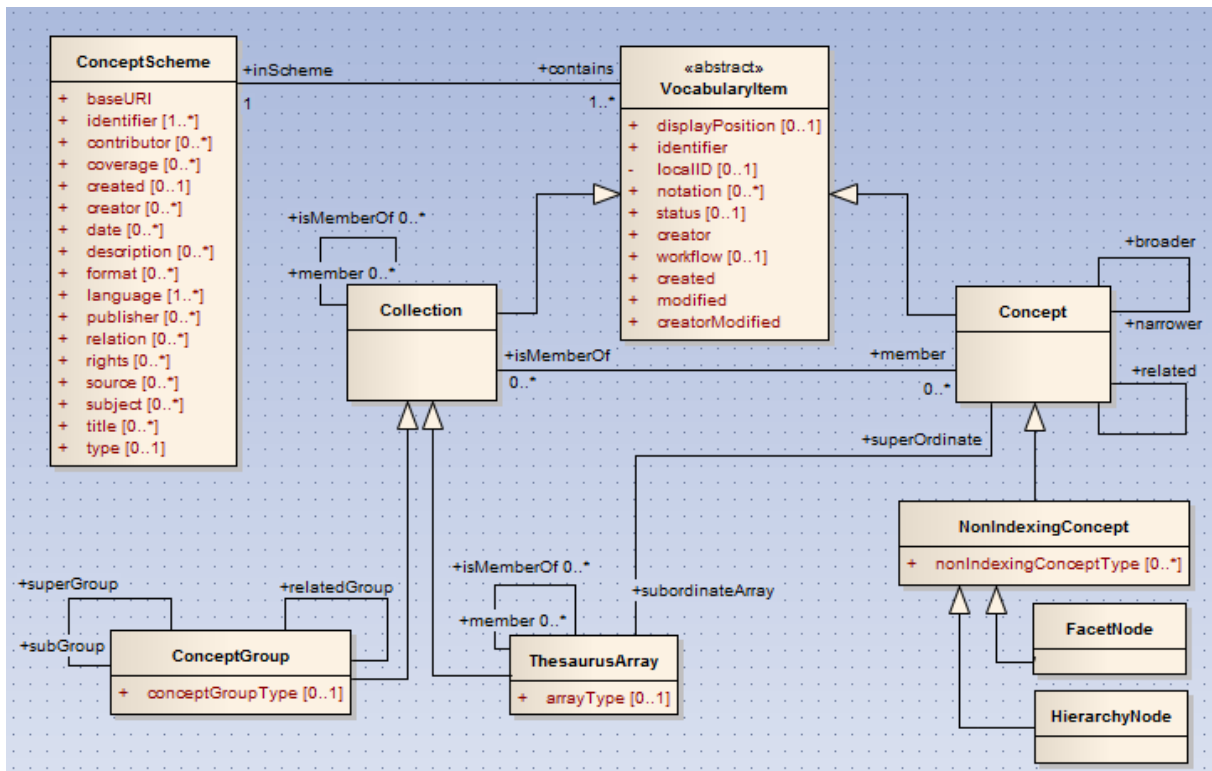 ConceptScheme
+ baseURI
+ identifier [1..*]
+ contributor [0..*]
+ coverage [0..*]
+ created [0..1]
+ creator [0..*]
+ date [0..*]
+ description [0..*]
+ format [0..*]
+ language [1..*]
+ publisher [0..*]
+ relation [0..*]
+ rights [0..*]
+ source [0..*]
+ subject [0..*]
+ title [0..*]
+ type [0..1]
+inScheme
1
+contains
1..*
«abstract»
VocabularyItem
+ displayPosition [0..1]
+ identifier
- localID [0..1]
+ notation [0..*]
+ status [0..1]
+ creator
+ workflow [0..1]
+ created
+ modified
+ creatorModified
+isMemberOf 0..*
+member 0..*
Collection
+isMemberOf
0..*
+member
0..*
Concept
+broader
+narrower
+related
+superOrdinate
+subordinateArray
NonIndexingConcept
+ nonIndexingConceptType [0..*]
FacetNode
HierarchyNode
+superGroup
+subGroup
+relatedGroup
ConceptGroup
+ conceptGroupType [0..1]
+isMemberOf 0..*
+member 0..*
ThesaurusArray
+ arrayType [0..1]